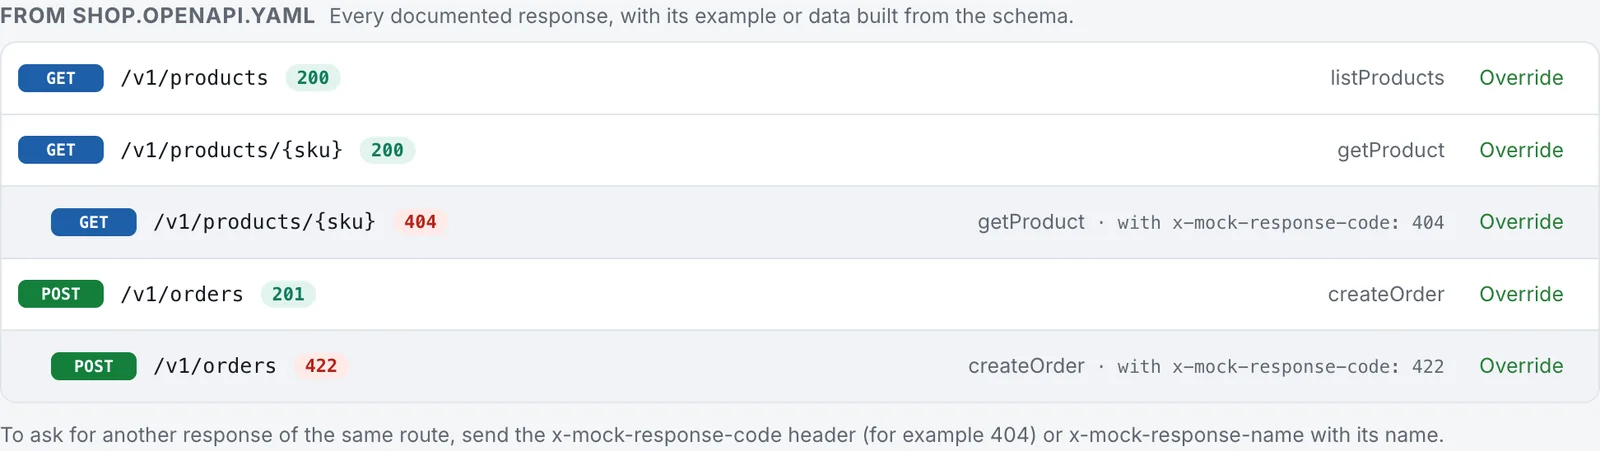 FROM SHOP.OPENAPI.YAML Every documented response, with its example or data built from the schema.
GET /v1/products 200 listProducts Override
GET /v1/products/{sku} 200 getProduct Override
GET /v1/products/{sku} 404 getProduct · with x-mock-response-code: 404 Override
POST /v1/orders 201 createOrder Override
POST /v1/orders 422 createOrder · with x-mock-response-code: 422 Override
To ask for another response of the same route, send the x-mock-response-code header (for example 404) or x-mock-response-name with its name.